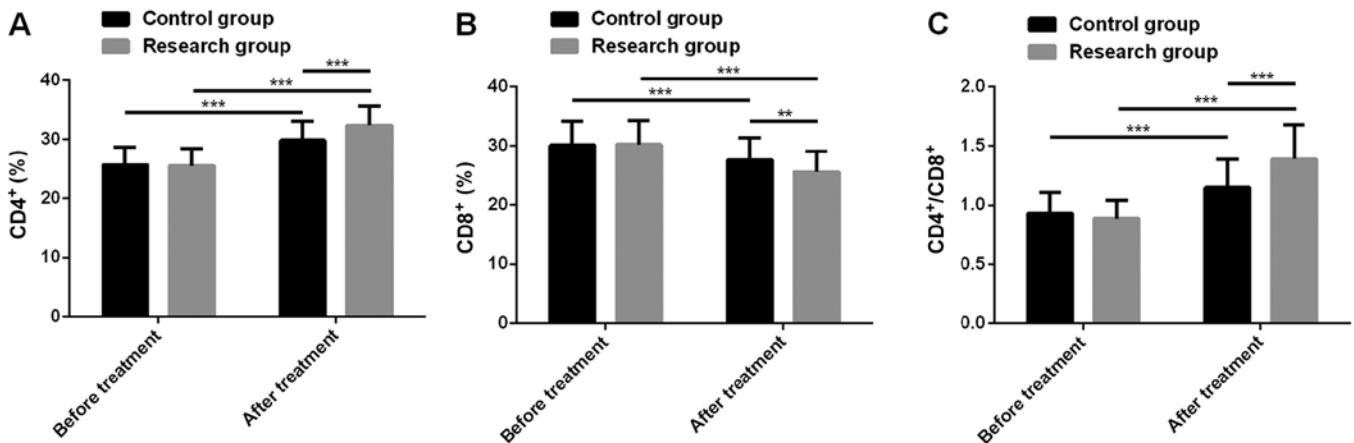 A
Control group
Research group
CD4⁺ (%)
40
30
20
10
0
***
***
***
Before treatment
After treatment
B
Control group
Research group
CD8⁺ (%)
40
30
20
10
0
***
***
**
Before treatment
After treatment
C
Control group
Research group
CD4⁺/CD8⁺
2.0
1.5
1.0
0.5
0.0
***
***
***
Before treatment
After treatment